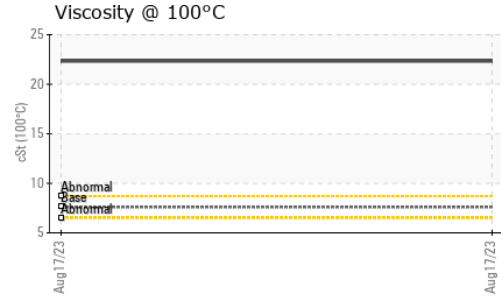 Viscosity @ 100°C
25
20
15
10
5
cSt (100°C)
Abnormal
Base
Abnormal
Aug17/23
Aug17/23